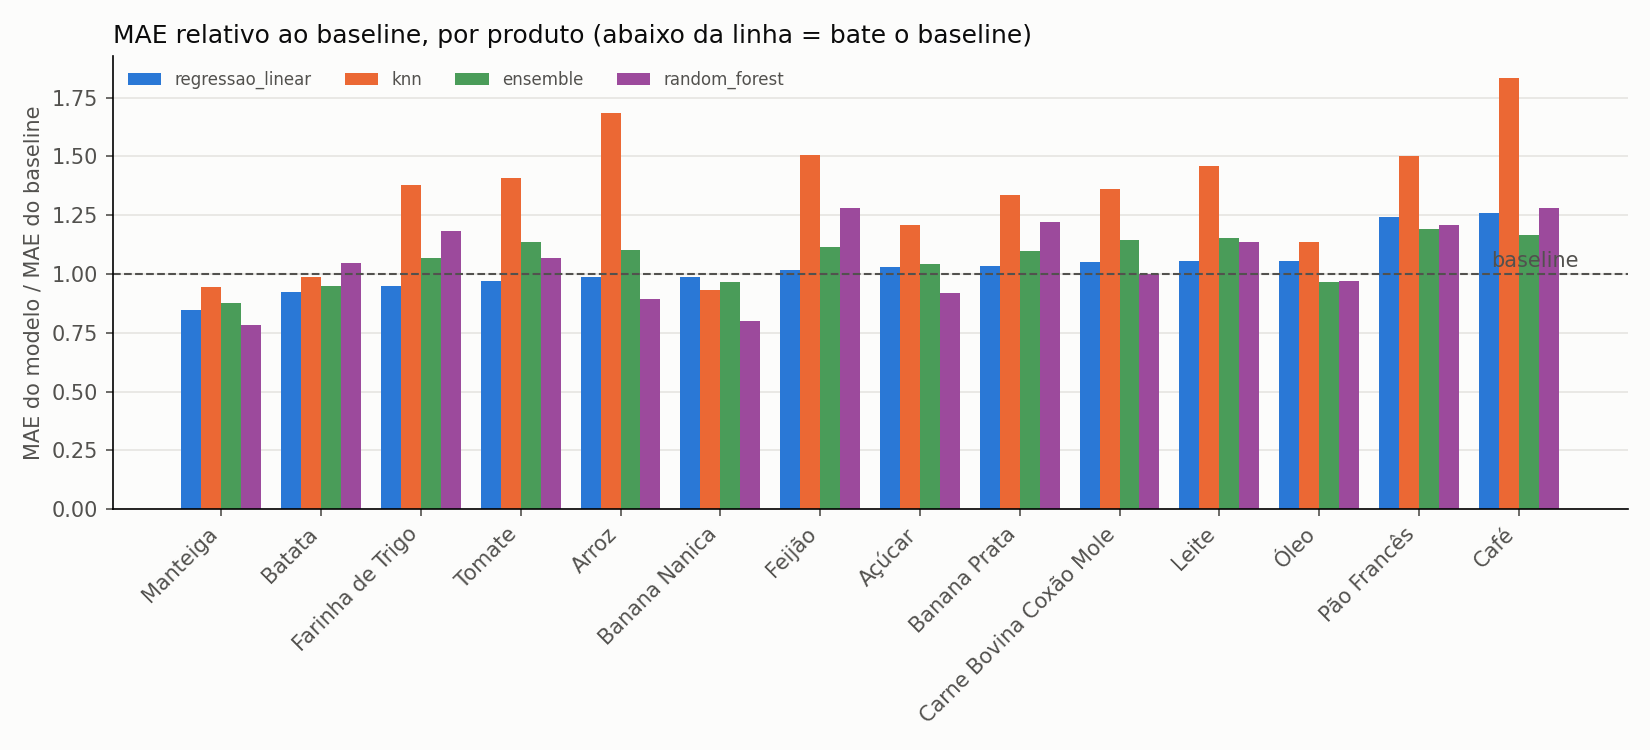 MAE relativo ao baseline, por produto (abaixo da linha = bate o baseline)
regressao_linear knn ensemble random_forest
MAE do modelo / MAE do baseline
1.75
1.50
1.25
1.00
0.75
0.50
0.25
0.00
baseline
Manteiga
Batata
Farinha de Trigo
Tomate
Arroz
Banana Nanica
Feijão
Açúcar
Banana Prata
Carne Bovina Coxão Mole
Leite
Óleo
Pão Francês
Café